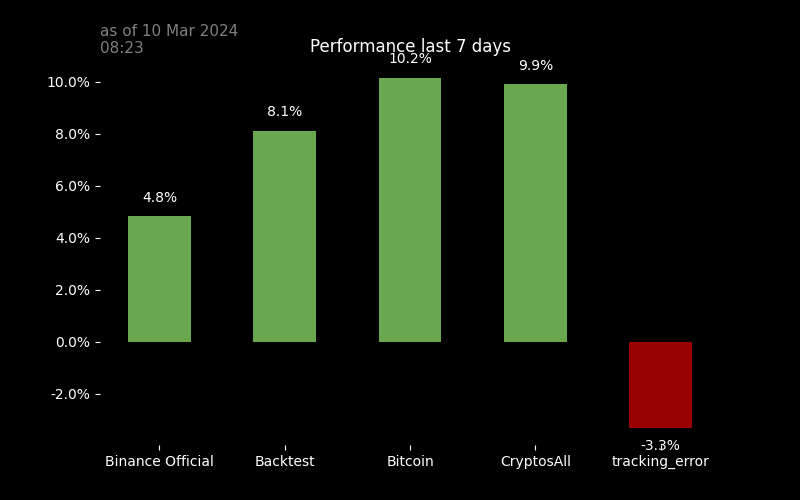 as of 10 Mar 2024
08:23
Performance last 7 days
10.2%
9.9%
10.0%
8.1%
8.0%
6.0%
4.8%
4.0%
2.0%
0.0%
-2.0%
-3.3%
Binance Official
Backtest
Bitcoin
CryptosAll
tracking_error